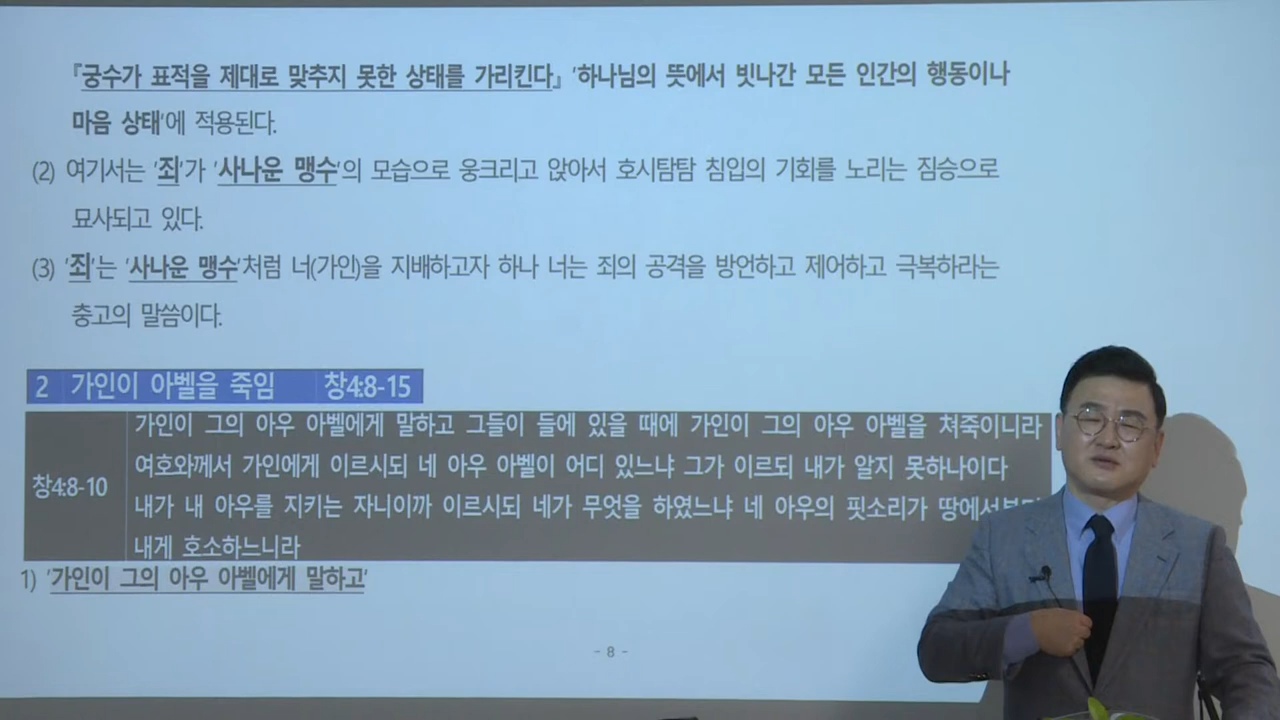 『궁수가 표적을 제대로 맞추지 못한 상태를 가리킨다』 '하나님의 뜻에서 빗나간 모든 인간의 행동이나
마음 상태'에 적용된다.
(2) 여기서는 '죄'가 '사나운 맹수'의 모습으로 웅크리고 앉아서 호시탐탐 침입의 기회를 노리는 짐승으로
묘사되고 있다.
(3) '죄'는 '사나운 맹수'처럼 너(가인)을 지배하고자 하나 너는 죄의 공격을 방언하고 제어하고 극복하라는
충고의 말씀이다.
2 가인이 아벨을 죽임 창4:8-15
가인이 그의 아우 아벨에게 말하고 그들이 들에 있을 때에 가인이 그의 아우 아벨을 쳐죽이니라
여호와께서 가인에게 이르시되 네 아우 아벨이 어디 있느냐 그가 이르되 내가 알지 못하나이다
창4:8-10
내가 내 아우를 지키는 자니이까 이르시되 네가 무엇을 하였느냐 네 아우의 핏소리가 땅에서부터
내게 호소하느니라
1) '가인이 그의 아우 아벨에게 말하고'
- 8 -